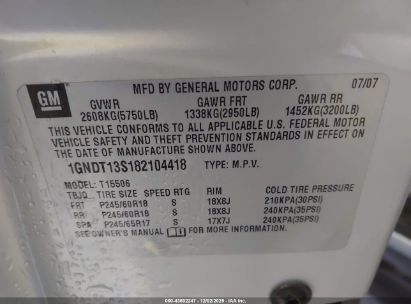 MFD BY GENERAL MOTORS CORP. 07/07
GM
GVWR GAWR FRT GAWR RR
2608KG(5750LB) 1338KG(2950LB) 1452KG(3200LB)
THIS VEHICLE CONFORMS TO ALL APPLICABLE U.S. FEDERAL MOTOR
VEHICLE SAFETY AND THEFT PREVENTION STANDARDS IN EFFECT ON
THE DATE OF MANUFACTURE SHOWN ABOVE.
1GNDT13S182104418 TYPE: M.P.V.
MODEL: T15506
TIRE SIZE SPEED RTG RIM COLD TIRE PRESSURE
FRT P245/60R18 S 18X8J 210KPA(30PSI)
RR P245/60R18 S 18X8J 240KPA(35PSI)
SPA P245/65R17 S 17X7J 240KPA(35PSI)
SEE OWNER'S MANUAL FOR MORE INFORMATION.